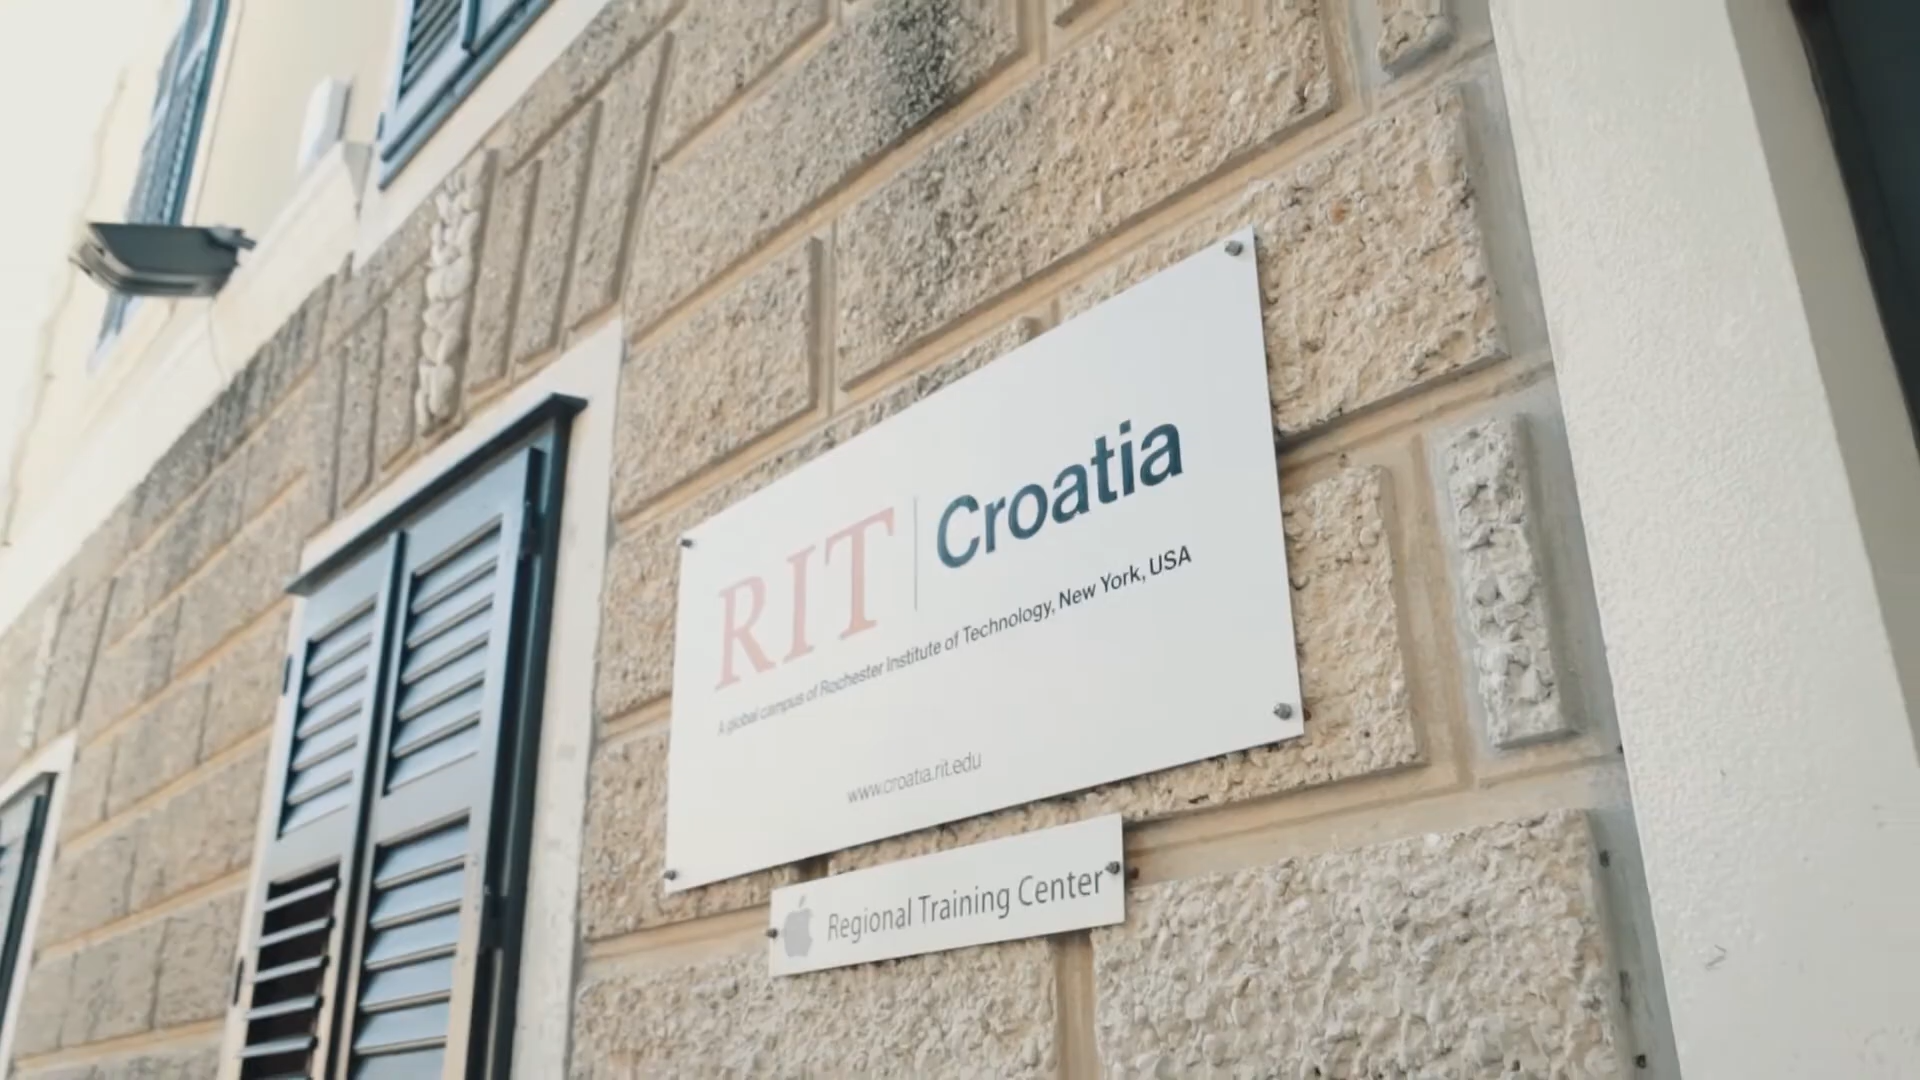 RIT | Croatia
A global campus of Rochester Institute of Technology, New York, USA
www.croatia.rit.edu
Regional Training Center